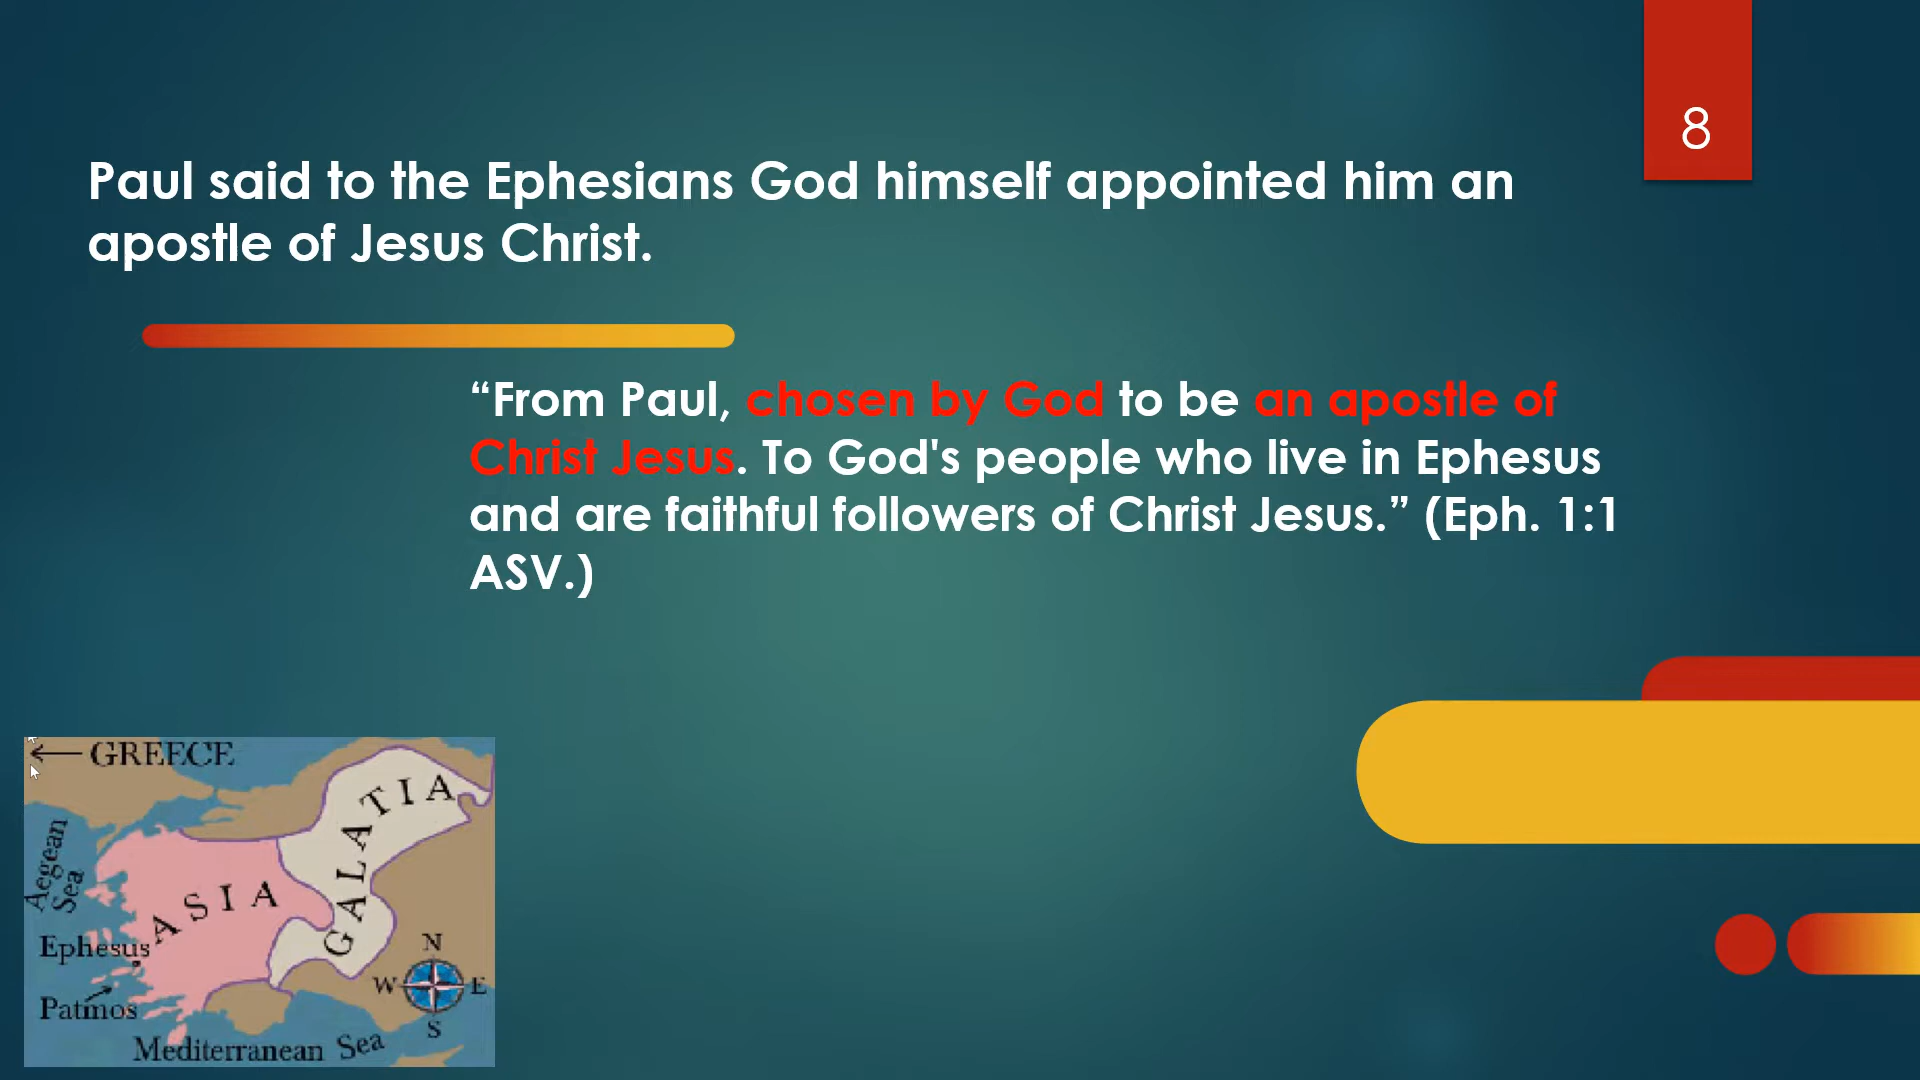 8
Paul said to the Ephesians God himself appointed him an
apostle of Jesus Christ.
“From Paul, chosen by God to be an apostle of
Christ Jesus. To God's people who live in Ephesus
and are faithful followers of Christ Jesus.” (Eph. 1:1
ASV.)
GREECE
GALATIA
Aegean
Sea
ASIA
Ephesus
N
W E
S
Patmos
Mediterranean Sea